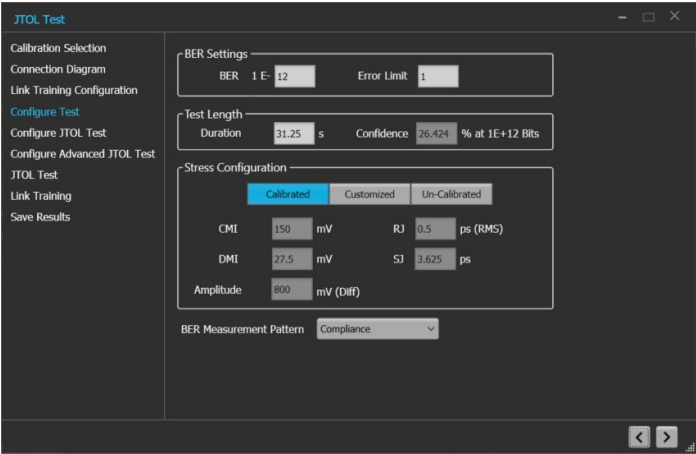 JTOL Test
Calibration Selection
Connection Diagram
Link Training Configuration
Configure Test
Configure JTOL Test
Configure Advanced JTOL Test
JTOL Test
Link Training
Save Results
BER Settings
BER 1 E- 12 Error Limit 1
Test Length
Duration 31.25 s Confidence 26.424 % at 1E+12 Bits
Stress Configuration
Calibrated Customized Un-Calibrated
CMI 150 mV RJ 0.5 ps (RMS)
DMI 27.5 mV SJ 3.625 ps
Amplitude 800 mV (Diff)
BER Measurement Pattern Compliance